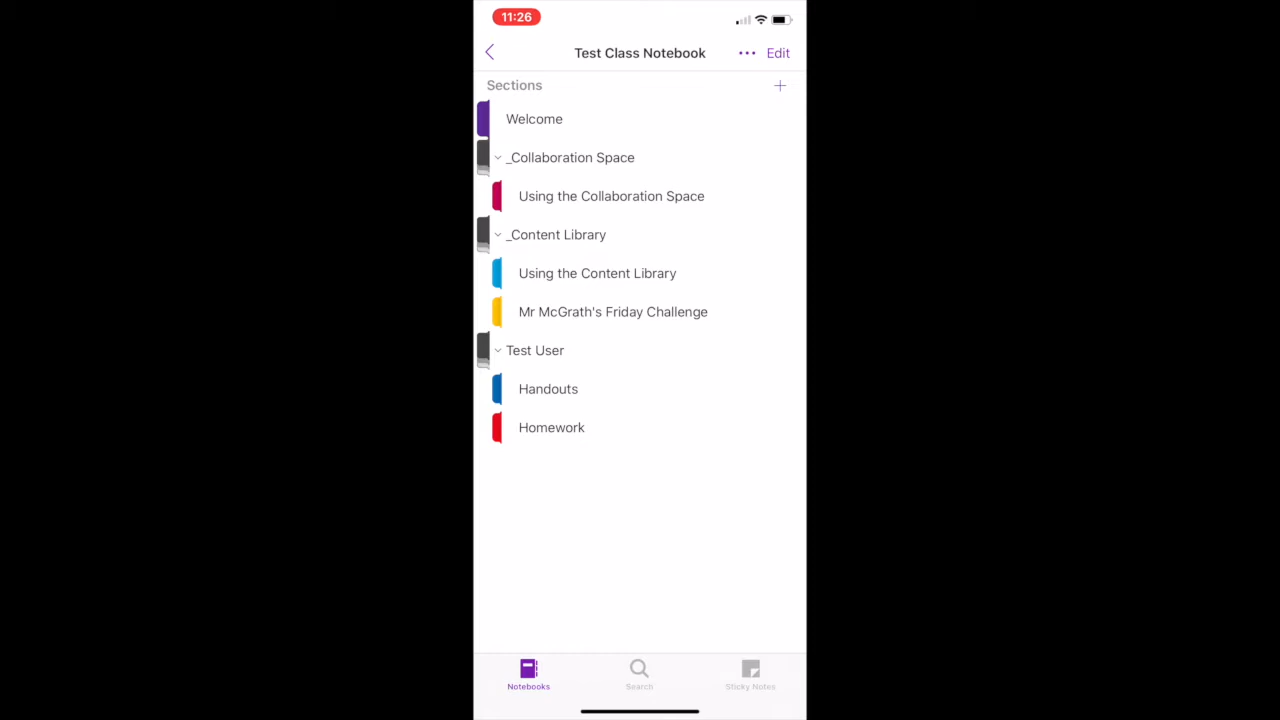 11:26
Test Class Notebook
Edit
Sections
Welcome
_Collaboration Space
Using the Collaboration Space
_Content Library
Using the Content Library
Mr McGrath's Friday Challenge
Test User
Handouts
Homework
Notebooks
Search
Sticky Notes